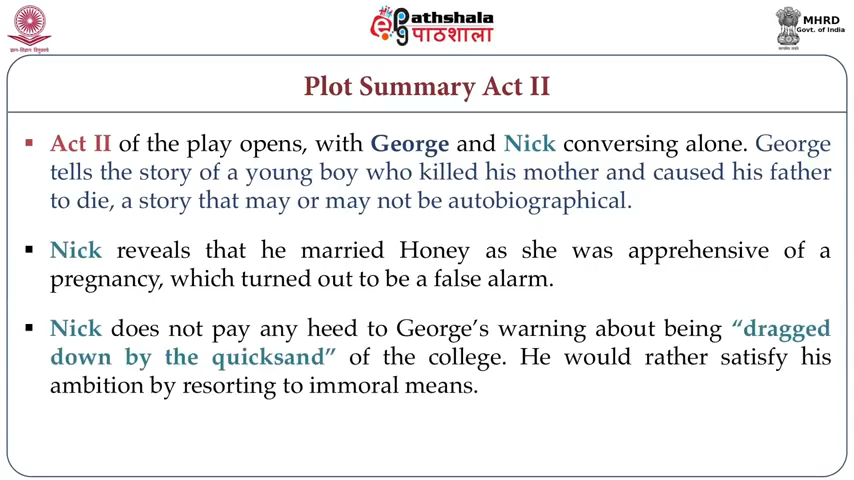 ePathshala
पाठशाला
MHRD
Govt. of India
Plot Summary Act II
▪ Act II of the play opens, with George and Nick conversing alone. George
tells the story of a young boy who killed his mother and caused his father
to die, a story that may or may not be autobiographical.
▪ Nick reveals that he married Honey as she was apprehensive of a
pregnancy, which turned out to be a false alarm.
▪ Nick does not pay any heed to George’s warning about being “dragged
down by the quicksand” of the college. He would rather satisfy his
ambition by resorting to immoral means.